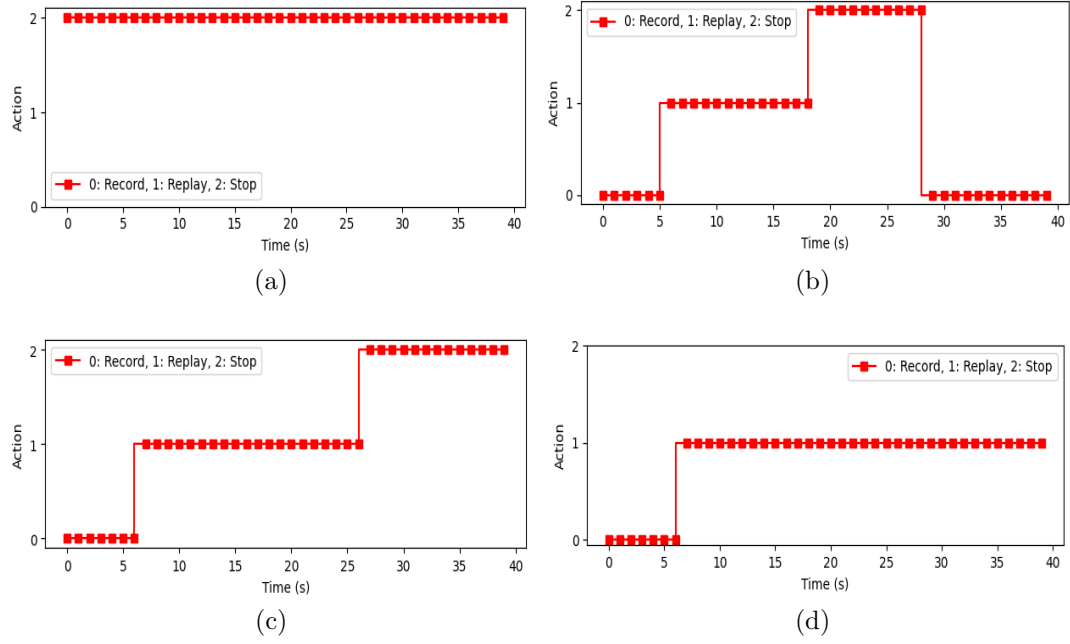 2
1
0
Action
0: Record, 1: Replay, 2: Stop
0 5 10 15 20 25 30 35 40
Time (s)
(a)
2
1
0
Action
0: Record, 1: Replay, 2: Stop
0 5 10 15 20 25 30 35 40
Time (s)
(b)
2
1
0
Action
0: Record, 1: Replay, 2: Stop
0 5 10 15 20 25 30 35 40
Time (s)
(c)
2
1
0
Action
0: Record, 1: Replay, 2: Stop
0 5 10 15 20 25 30 35 40
Time (s)
(d)